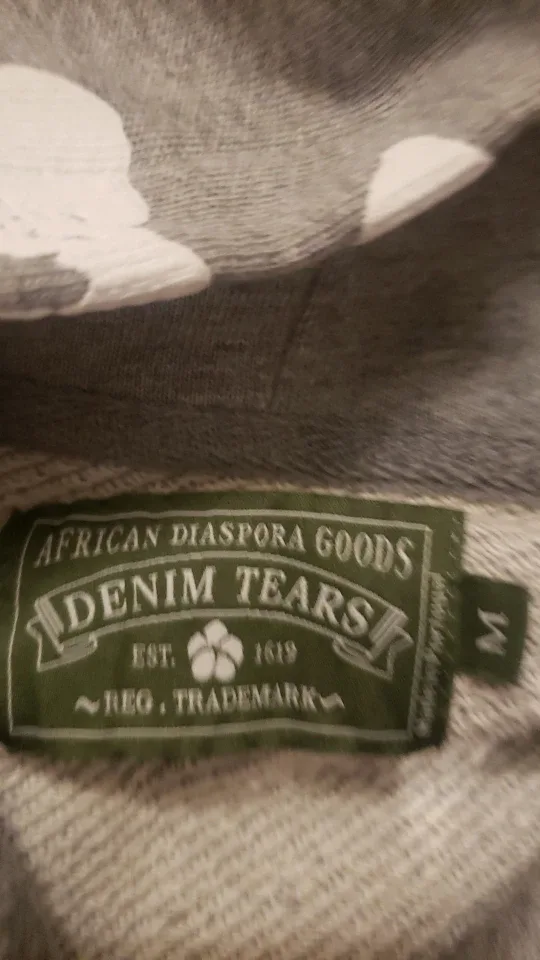 AFRICAN DIASPORA GOODS
DENIM TEARS
EST. 1619
~REG. TRADEMARK~
M